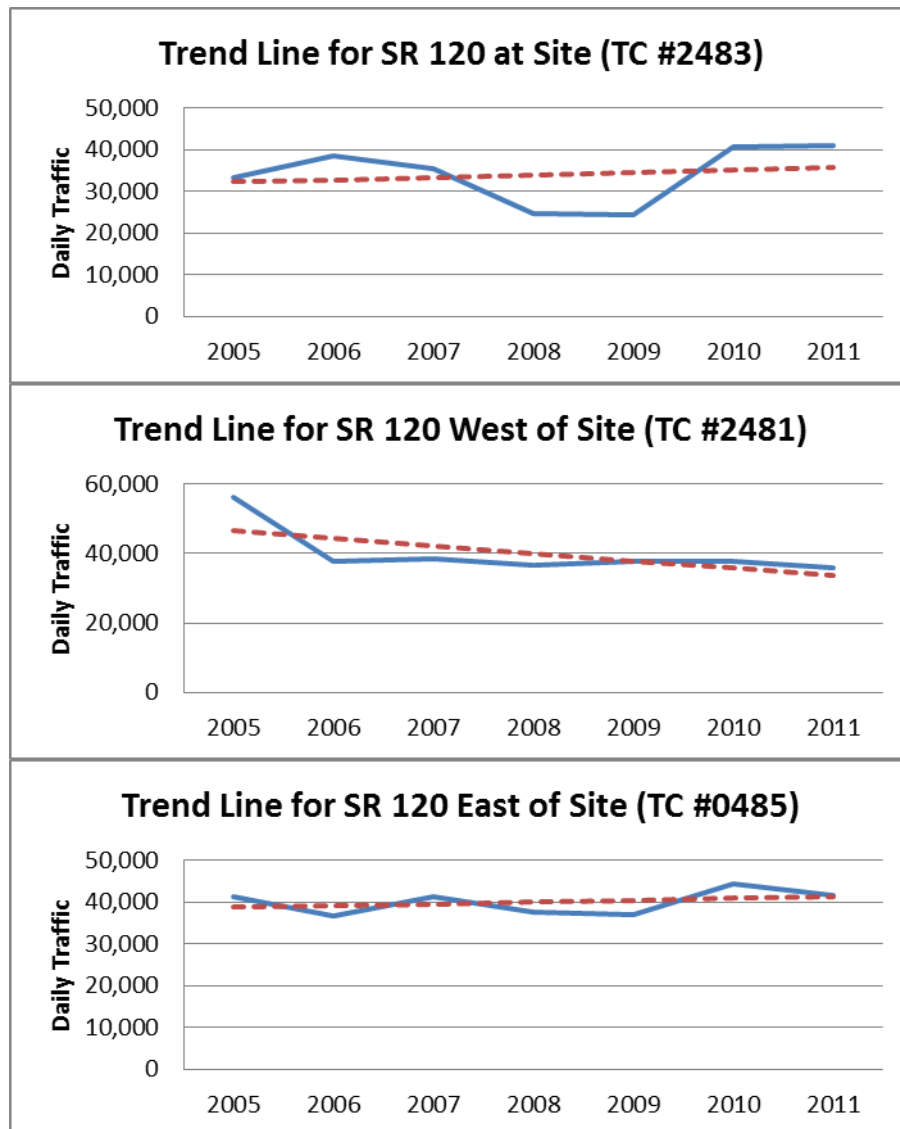 Trend Line for SR 120 at Site (TC #2483)
Daily Traffic
50,000
40,000
30,000
20,000
10,000
0
2005 2006 2007 2008 2009 2010 2011
Trend Line for SR 120 West of Site (TC #2481)
Daily Traffic
60,000
40,000
20,000
0
2005 2006 2007 2008 2009 2010 2011
Trend Line for SR 120 East of Site (TC #0485)
Daily Traffic
50,000
40,000
30,000
20,000
10,000
0
2005 2006 2007 2008 2009 2010 2011